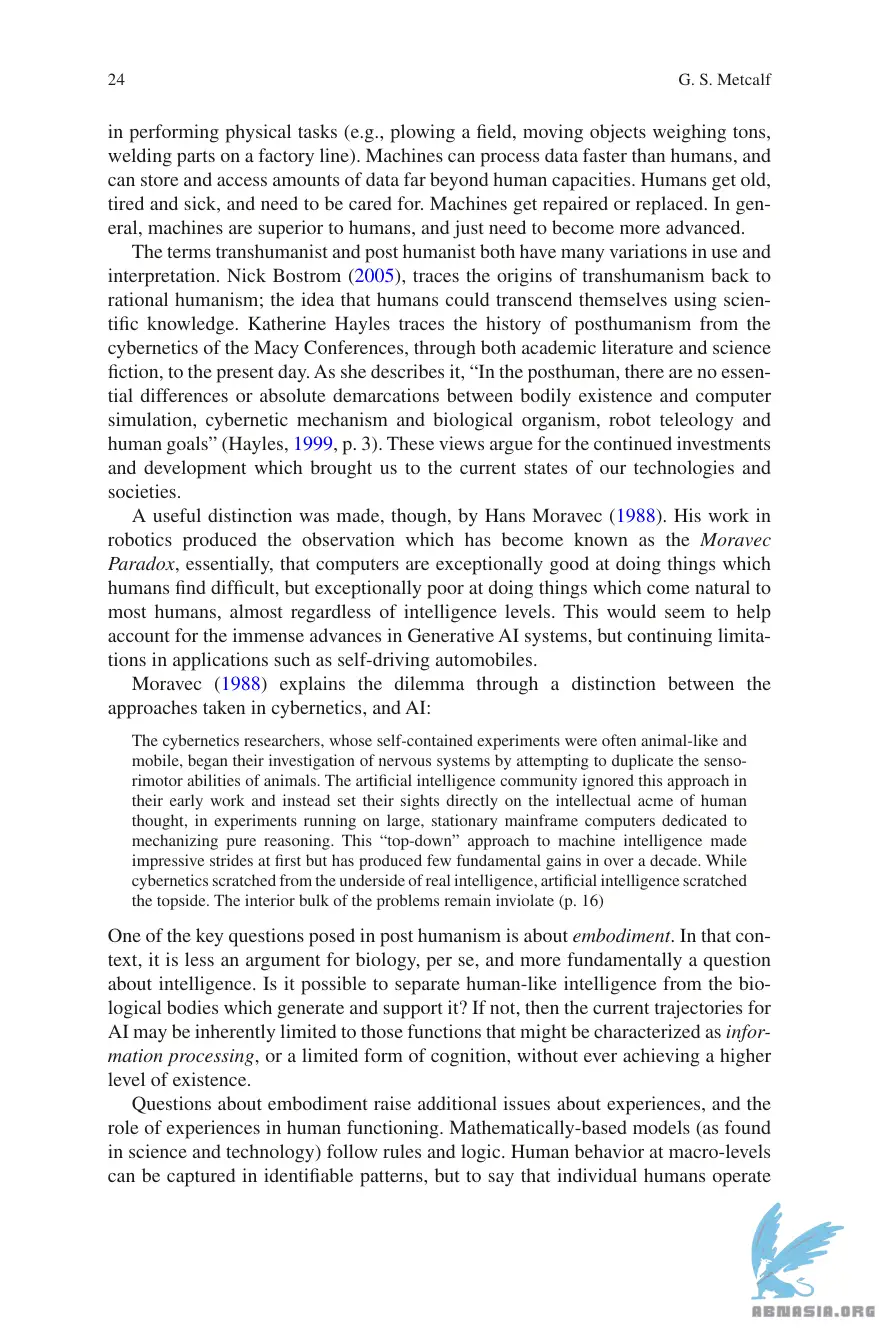 24
G. S. Metcalf
in performing physical tasks (e.g., plowing a field, moving objects weighing tons,
welding parts on a factory line). Machines can process data faster than humans, and
can store and access amounts of data far beyond human capacities. Humans get old,
tired and sick, and need to be cared for. Machines get repaired or replaced. In gen-
eral, machines are superior to humans, and just need to become more advanced.
The terms transhumanist and post humanist both have many variations in use and
interpretation. Nick Bostrom (2005), traces the origins of transhumanism back to
rational humanism; the idea that humans could transcend themselves using scien-
tific knowledge. Katherine Hayles traces the history of posthumanism from the
cybernetics of the Macy Conferences, through both academic literature and science
fiction, to the present day. As she describes it, “In the posthuman, there are no essen-
tial differences or absolute demarcations between bodily existence and computer
simulation, cybernetic mechanism and biological organism, robot teleology and
human goals” (Hayles, 1999, p. 3). These views argue for the continued investments
and development which brought us to the current states of our technologies and
societies.
A useful distinction was made, though, by Hans Moravec (1988). His work in
robotics produced the observation which has become known as the Moravec
Paradox, essentially, that computers are exceptionally good at doing things which
humans find difficult, but exceptionally poor at doing things which come natural to
most humans, almost regardless of intelligence levels. This would seem to help
account for the immense advances in Generative AI systems, but continuing limita-
tions in applications such as self-driving automobiles.
Moravec (1988) explains the dilemma through a distinction between the
approaches taken in cybernetics, and AI:
The cybernetics researchers, whose self-contained experiments were often animal-like and
mobile, began their investigation of nervous systems by attempting to duplicate the senso-
rimotor abilities of animals. The artificial intelligence community ignored this approach in
their early work and instead set their sights directly on the intellectual acme of human
thought, in experiments running on large, stationary mainframe computers dedicated to
mechanizing pure reasoning. This “top-down” approach to machine intelligence made
impressive strides at first but has produced few fundamental gains in over a decade. While
cybernetics scratched from the underside of real intelligence, artificial intelligence scratched
the topside. The interior bulk of the problems remain inviolate (p. 16)
One of the key questions posed in post humanism is about embodiment. In that con-
text, it is less an argument for biology, per se, and more fundamentally a question
about intelligence. Is it possible to separate human-like intelligence from the bio-
logical bodies which generate and support it? If not, then the current trajectories for
AI may be inherently limited to those functions that might be characterized as infor-
mation processing, or a limited form of cognition, without ever achieving a higher
level of existence.
Questions about embodiment raise additional issues about experiences, and the
role of experiences in human functioning. Mathematically-based models (as found
in science and technology) follow rules and logic. Human behavior at macro-levels
can be captured in identifiable patterns, but to say that individual humans operate
ABNASIA.ORG